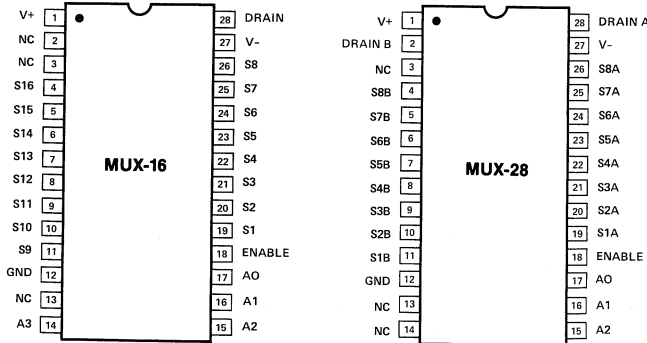 V+ 1 28 DRAIN
NC 2 27 V-
NC 3 26 S8
S16 4 25 S7
S15 5 24 S6
S14 6 23 S5
S13 7 22 S4
S12 8 21 S3
S11 9 20 S2
S10 10 19 S1
S9 11 18 ENABLE
GND 12 17 A0
NC 13 16 A1
A3 14 15 A2
MUX-16
V+ 1 28 DRAIN A
DRAIN B 2 27 V-
NC 3 26 S8A
S8B 4 25 S7A
S7B 5 24 S6A
S6B 6 23 S5A
S5B 7 22 S4A
S4B 8 21 S3A
S3B 9 20 S2A
S2B 10 19 S1A
S1B 11 18 ENABLE
GND 12 17 A0
NC 13 16 A1
NC 14 15 A2
MUX-28